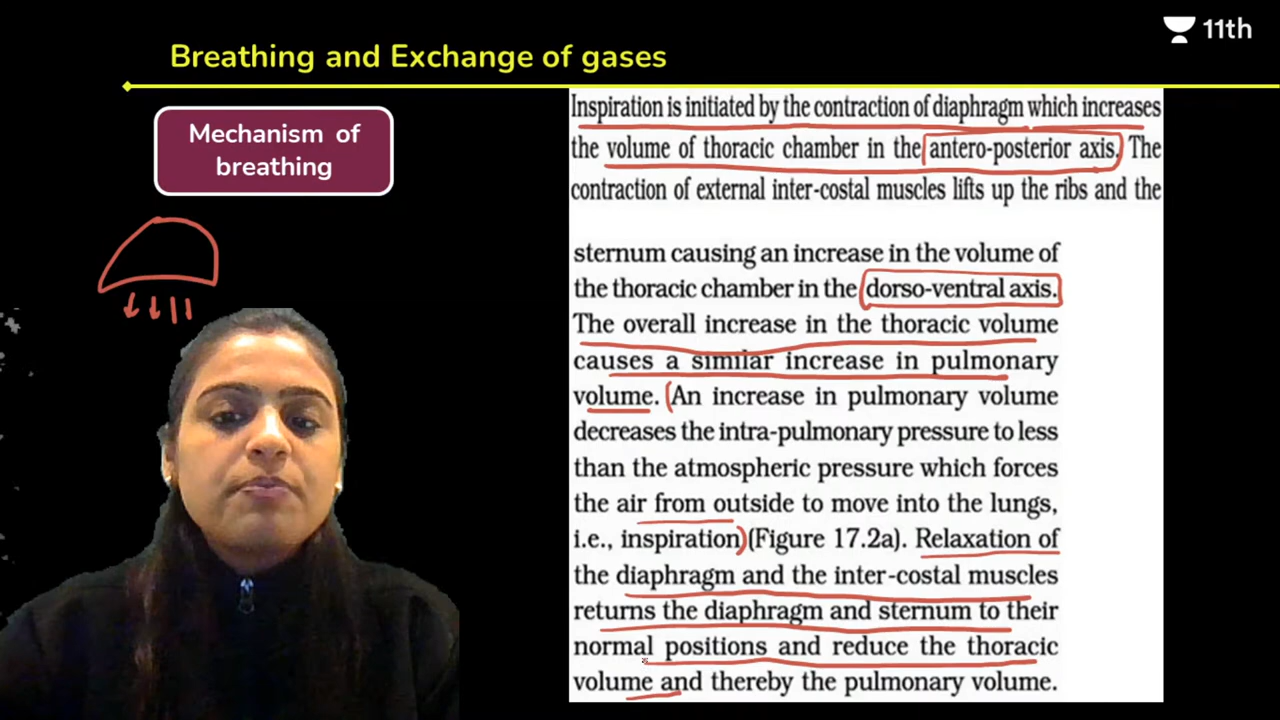 Breathing and Exchange of gases
11th
Mechanism of
breathing
Inspiration is initiated by the contraction of diaphragm which increases
the volume of thoracic chamber in the antero-posterior axis. The
contraction of external inter-costal muscles lifts up the ribs and the
sternum causing an increase in the volume of
the thoracic chamber in the dorso-ventral axis.
The overall increase in the thoracic volume
causes a similar increase in pulmonary
volume. An increase in pulmonary volume
decreases the intra-pulmonary pressure to less
than the atmospheric pressure which forces
the air from outside to move into the lungs,
i.e., inspiration (Figure 17.2a). Relaxation of
the diaphragm and the inter-costal muscles
returns the diaphragm and sternum to their
normal positions and reduce the thoracic
volume and thereby the pulmonary volume.